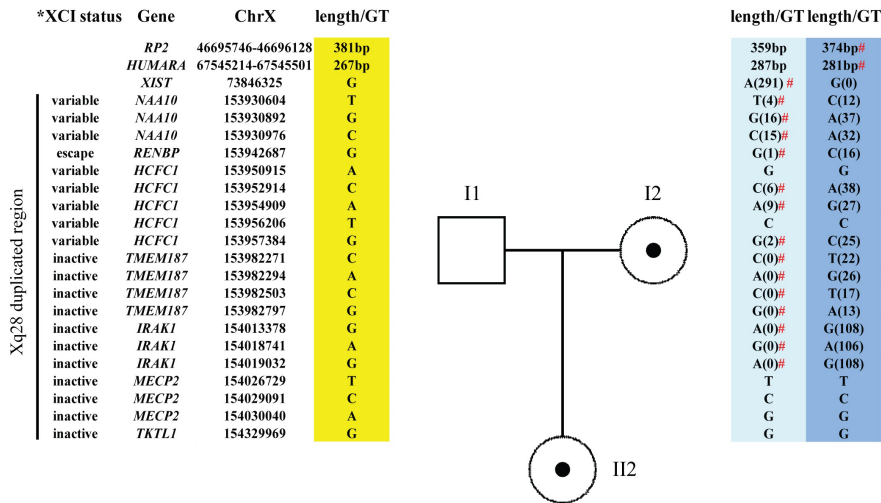 *XCI status Gene ChrX length/GT length/GT length/GT
RP2 46695746-46696128 381bp 359bp 374bp#
HUMARA 67545214-67545501 267bp 287bp 281bp#
XIST 73846325 G A(291) # G(0)
variable NAA10 153930604 T T(4)# C(12)
variable NAA10 153930892 G G(16)# A(37)
variable NAA10 153930976 C C(15)# A(32)
escape RENBP 153942687 G G(1)# C(16)
variable HCFC1 153950915 A G G
variable HCFC1 153952914 C C(6)# A(38)
variable HCFC1 153954909 A A(9)# G(27)
variable HCFC1 153956206 T C C
variable HCFC1 153957384 G G(2)# C(25)
inactive TMEM187 153982271 C C(0)# T(22)
inactive TMEM187 153982294 A A(0)# G(26)
inactive TMEM187 153982503 C C(0)# T(17)
inactive TMEM187 153982797 G G(0)# A(13)
inactive IRAK1 154013378 G A(0)# G(108)
inactive IRAK1 154018741 A G(0)# A(106)
inactive IRAK1 154019032 G A(0)# G(108)
inactive MECP2 154026729 T T T
inactive MECP2 154029091 C C C
inactive MECP2 154030040 A G G
inactive TKTL1 154329969 G G G
Xq28 duplicated region
I1 I2
II2